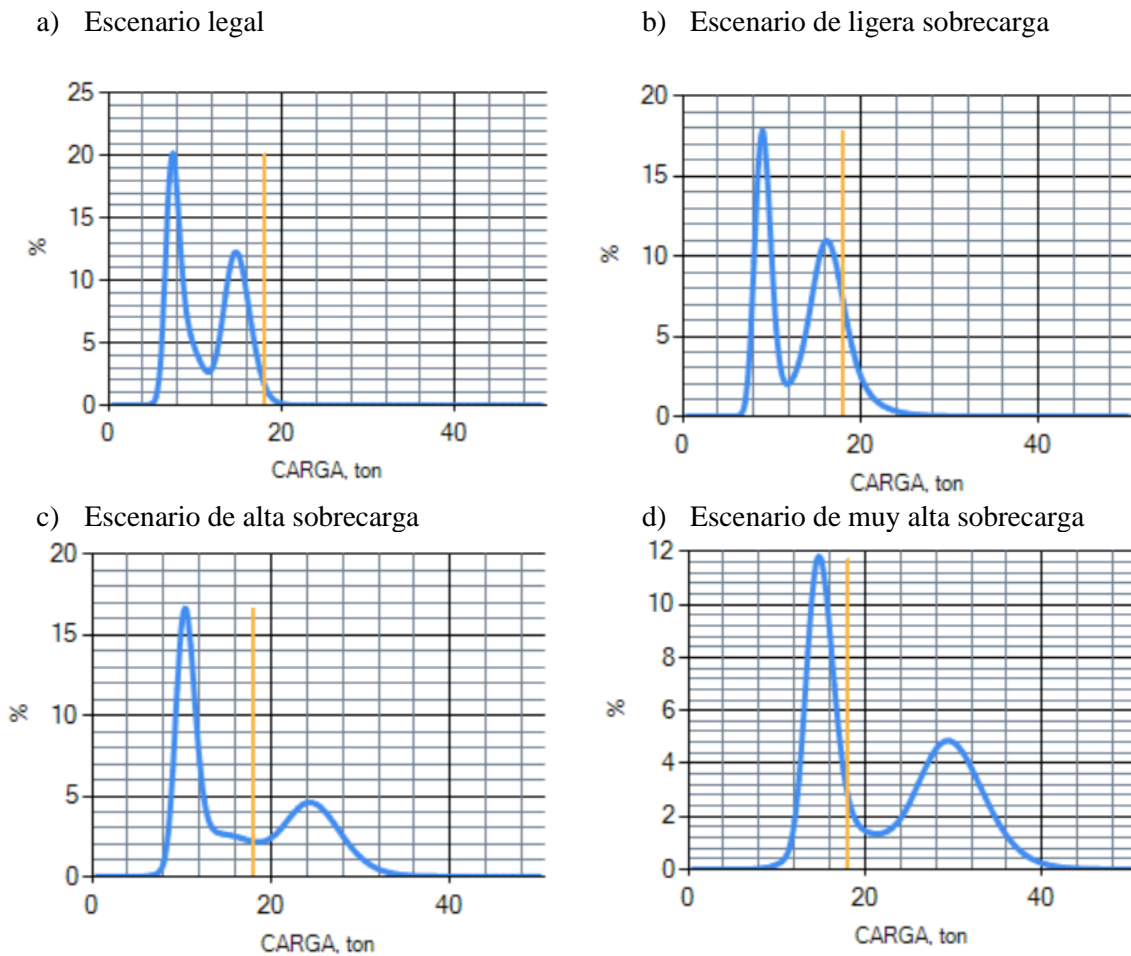 a) Escenario legal
25
20
15
10
5
0
%
0 20 40
CARGA, ton
b) Escenario de ligera sobrecarga
20
15
10
5
0
%
0 20 40
CARGA, ton
c) Escenario de alta sobrecarga
20
15
10
5
0
%
0 20 40
CARGA, ton
d) Escenario de muy alta sobrecarga
12
10
8
6
4
2
0
%
0 20 40
CARGA, ton